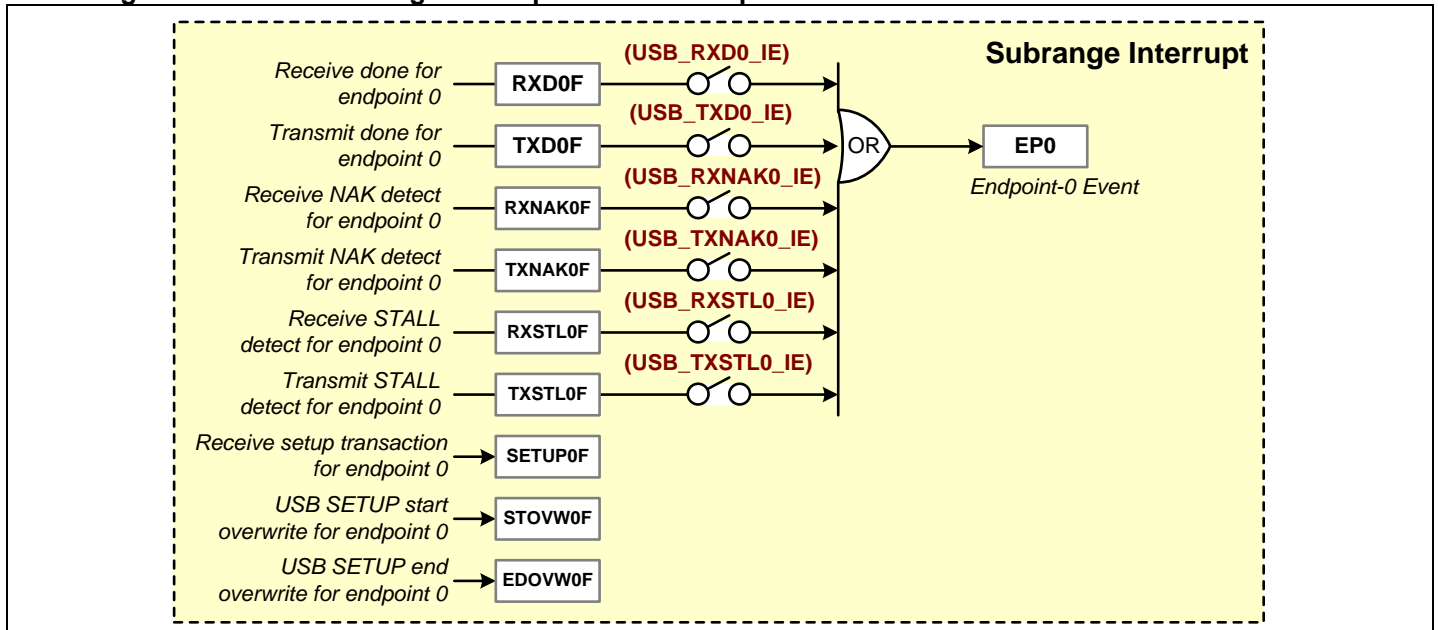 Subrange Interrupt
Receive done for
endpoint 0
RXD0F
(USB_RXD0_IE)
Transmit done for
endpoint 0
TXD0F
(USB_TXD0_IE)
OR
EP0
Endpoint-0 Event
Receive NAK detect
for endpoint 0
RXNAK0F
(USB_RXNAK0_IE)
Transmit NAK detect
for endpoint 0
TXNAK0F
(USB_TXNAK0_IE)
Receive STALL
detect for endpoint 0
RXSTL0F
(USB_RXSTL0_IE)
Transmit STALL
detect for endpoint 0
TXSTL0F
(USB_TXSTL0_IE)
Receive setup transaction
for endpoint 0
SETUP0F
USB SETUP start
overwrite for endpoint 0
STOVW0F
USB SETUP end
overwrite for endpoint 0
EDOVW0F